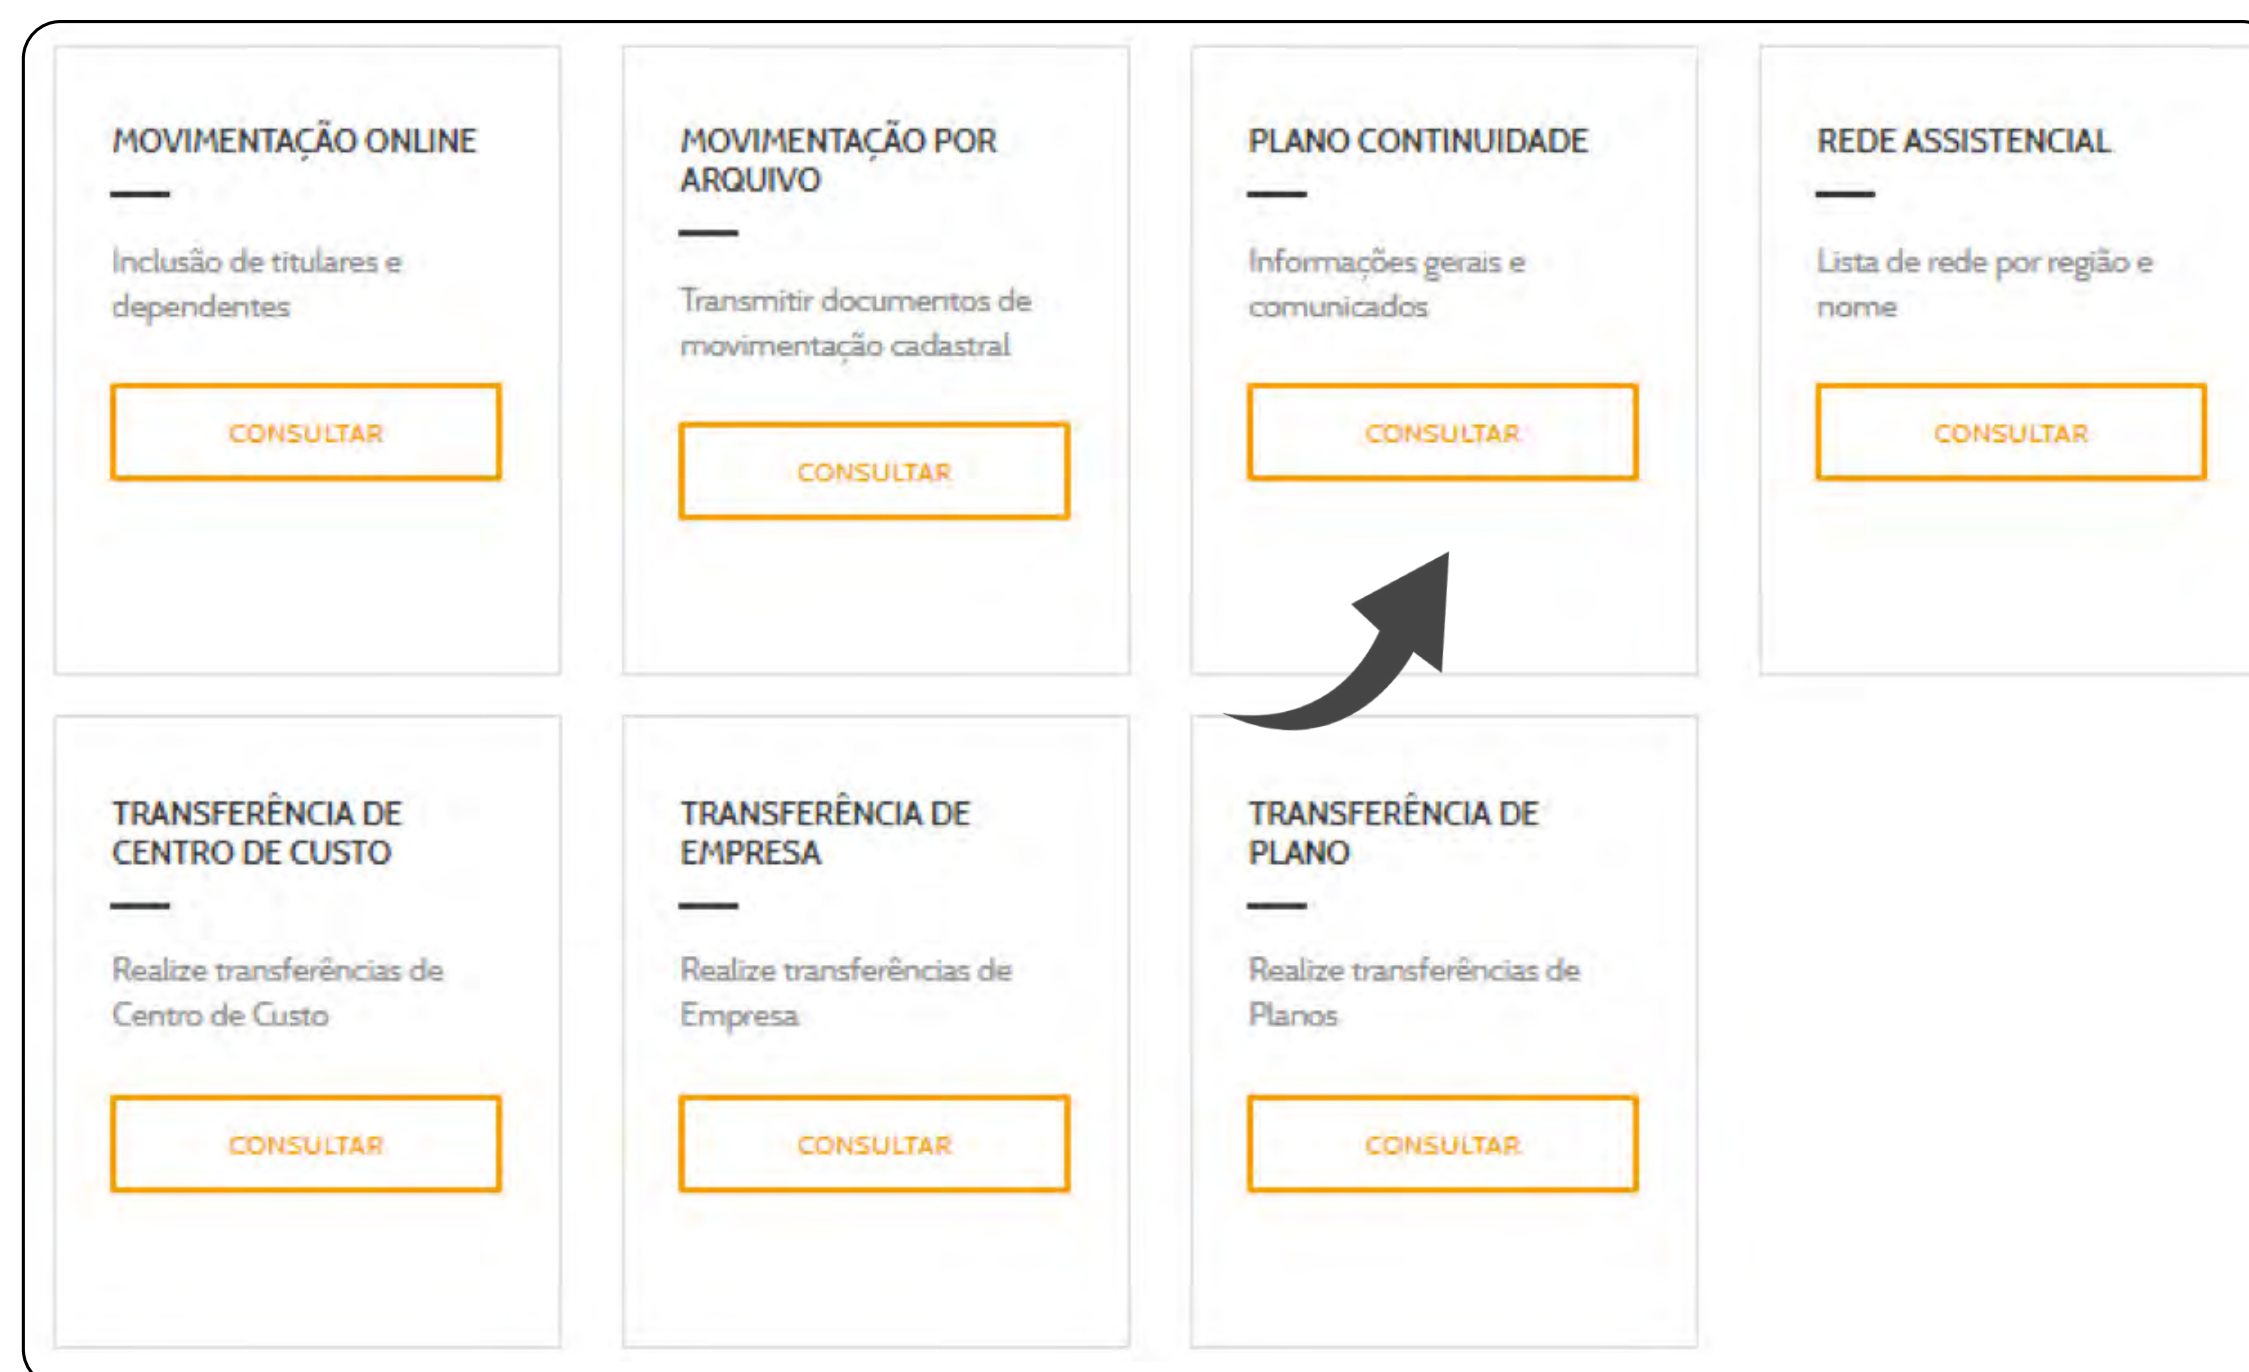 MOVIMENTAÇÃO ONLINE
Inclusão de titulares e
dependentes
CONSULTAR
MOVIMENTAÇÃO POR
ARQUIVO
Transmitir documentos de
movimentação cadastral
CONSULTAR
PLANO CONTINUIDADE
Informações gerais e
comunicados
CONSULTAR
REDE ASSISTENCIAL
Lista de rede por região e
nome
CONSULTAR
TRANSFERÊNCIA DE
CENTRO DE CUSTO
Realize transferências de
Centro de Custo
CONSULTAR
TRANSFERÊNCIA DE
EMPRESA
Realize transferências de
Empresa
CONSULTAR
TRANSFERÊNCIA DE
PLANO
Realize transferências de
Planos
CONSULTAR